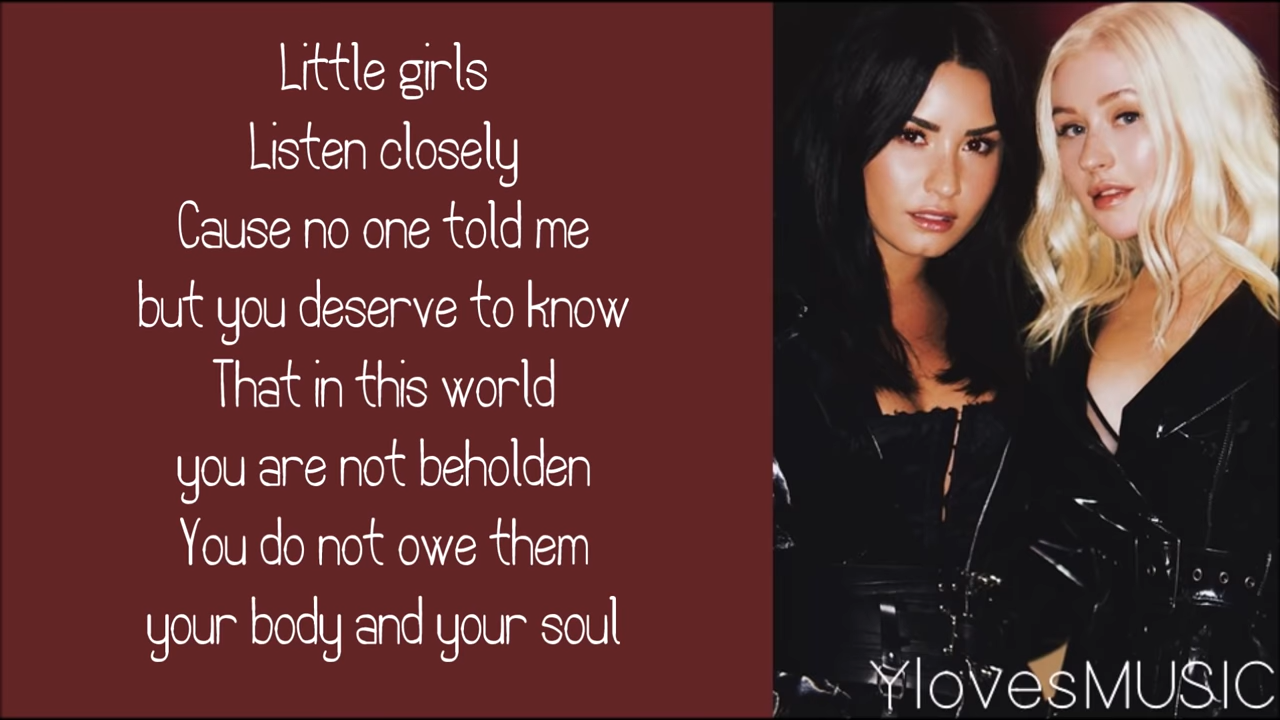 Little girls
Listen closely
Cause no one told me
but you deserve to know
That in this world
you are not beholden
You do not owe them
your body and your soul
YlovesMUSIC